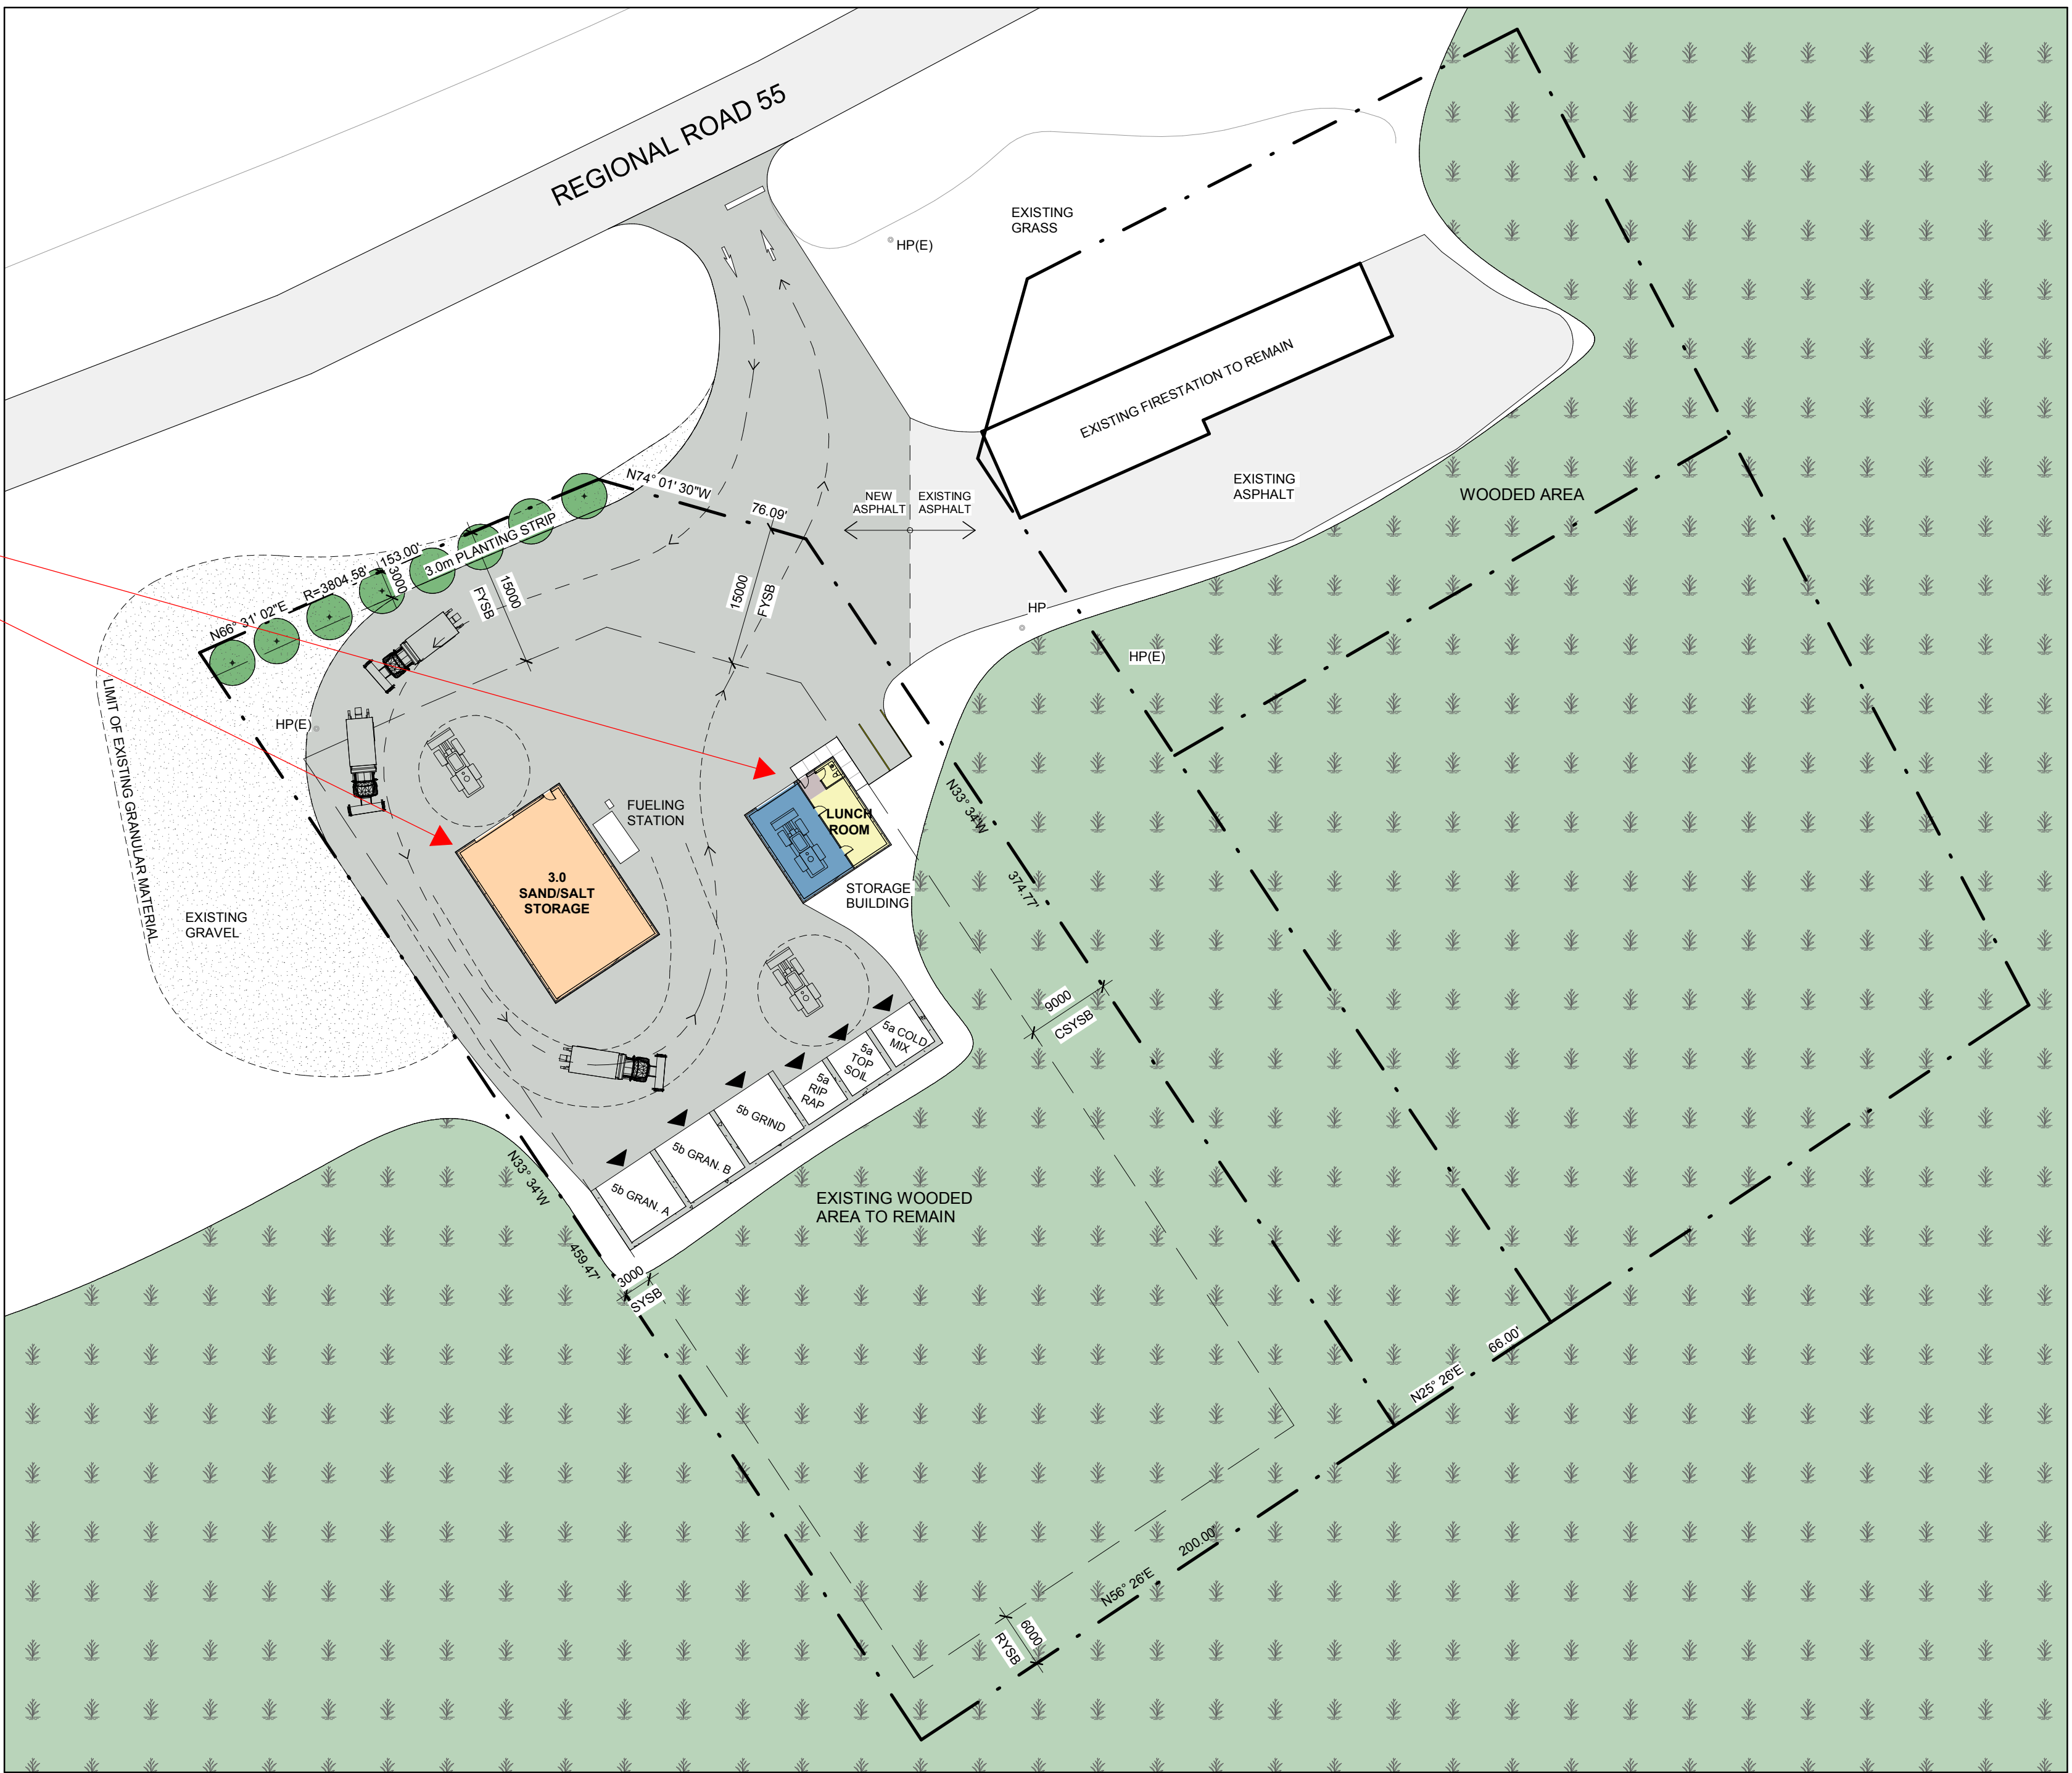 REGIONAL ROAD 55
EXISTING
GRASS
HP(E)
EXISTING FIRESTATION TO REMAIN
EXISTING
ASPHALT
WOODED AREA
N74° 01' 30"W
76.09'
NEW
ASPHALT
EXISTING
ASPHALT
3.0m PLANTING STRIP
153.00'
R=3804.58'
N66° 31' 02"E
3000
FYSB
15000
15000
FYSB
HP
HP(E)
LIMIT OF EXISTING GRANULAR MATERIAL
HP(E)
FUELING
STATION
LUNCH
ROOM
N33° 34'W
374.77'
3.0
SAND/SALT
STORAGE
STORAGE
BUILDING
EXISTING
GRAVEL
9000
CSYSB
5a COLD
MIX
5a
TOP
SOIL
5a
RIP
RAP
5b GRIND
5b GRAN. B
5b GRAN. A
N33° 34'W
459.47'
EXISTING WOODED
AREA TO REMAIN
3000
SYSB
66.00'
N25° 26'E
200.00'
N56° 26'E
6000
RYSB